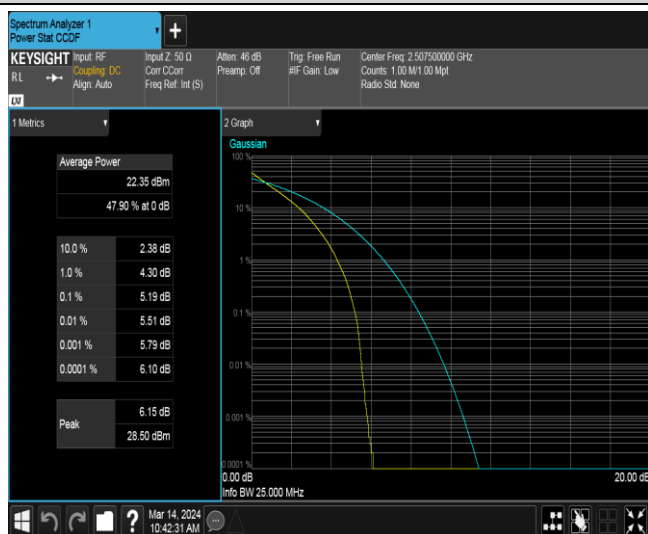 Spectrum Analyzer 1
Power Stat CCDF
+
KEYSIGHT
RL
LXI
Input: RF
Coupling: DC
Align: Auto
Input Z: 50 Ω
Corr CCorr
Freq Ref: Int (S)
Atten: 46 dB
Preamp: Off
Trig: Free Run
#IF Gain: Low
Center Freq: 2.507500000 GHz
Counts: 1.00 M/1.00 Mpt
Radio Std: None
1 Metrics
Average Power
22.35 dBm
47.90 % at 0 dB
10.0 % 2.38 dB
1.0 % 4.30 dB
0.1 % 5.19 dB
0.01 % 5.51 dB
0.001 % 5.79 dB
0.0001 % 6.10 dB
Peak
6.15 dB
28.50 dBm
2 Graph
Gaussian
100 %
10 %
1 %
0.1 %
0.01 %
0.001 %
0.0001 %
0.00 dB
20.00 dB
Info BW 25.000 MHz
?
Mar 14, 2024
10:42:31 AM